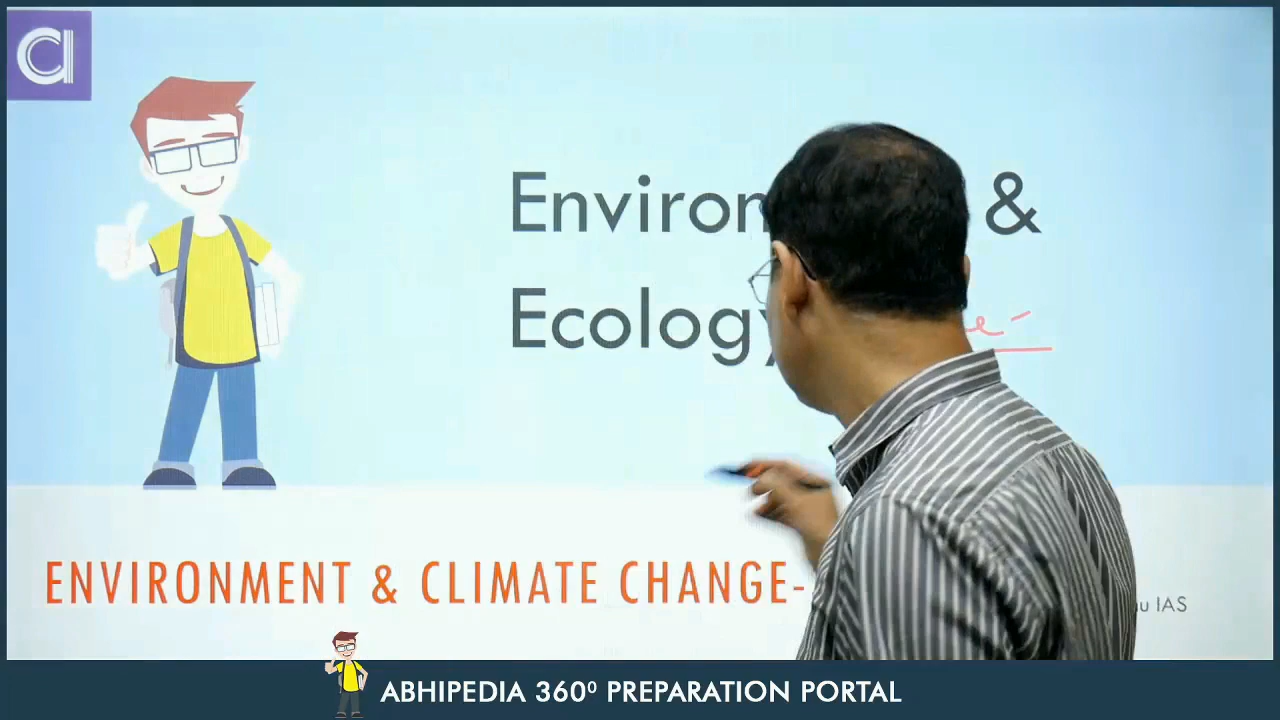 Environ &
Ecology
ENVIRONMENT & CLIMATE CHANGE-
IAS
ABHIPEDIA 360⁰ PREPARATION PORTAL